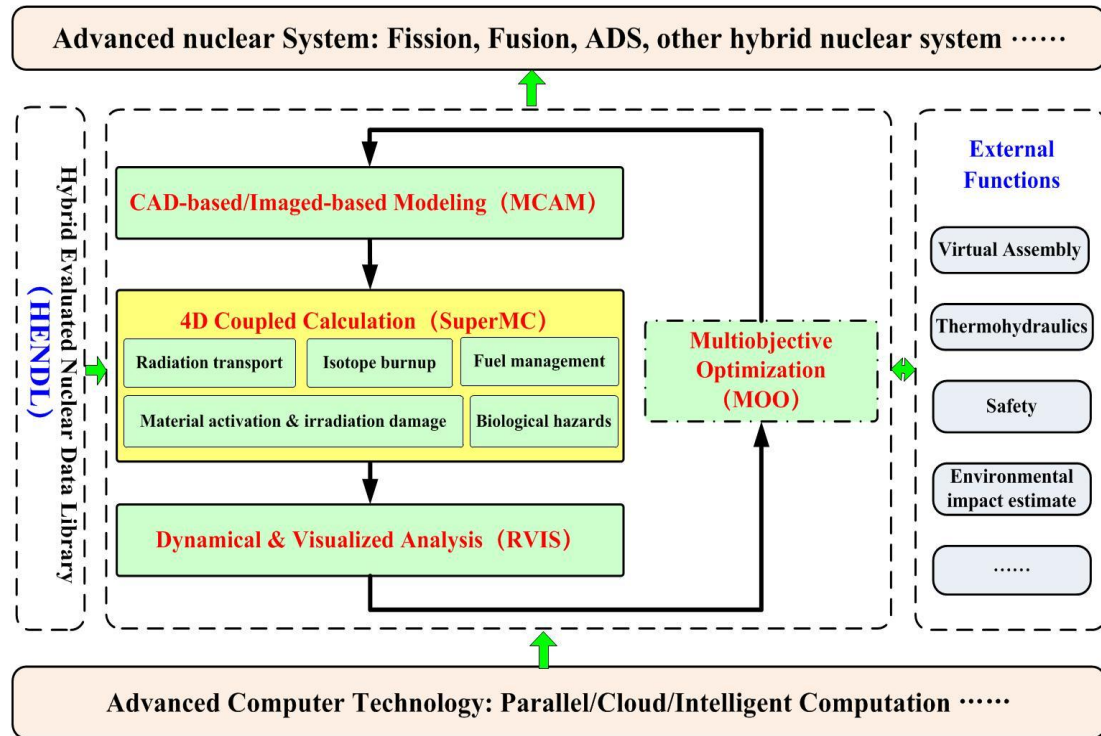 Advanced nuclear System: Fission, Fusion, ADS, other hybrid nuclear system ……
Hybrid Evaluated Nuclear Data Library
(HENDL)
CAD-based/Imaged-based Modeling(MCAM)
4D Coupled Calculation(SuperMC)
Radiation transport
Isotope burnup
Fuel management
Material activation & irradiation damage
Biological hazards
Dynamical & Visualized Analysis(RVIS)
Multiobjective
Optimization
(MOO)
External
Functions
Virtual Assembly
Thermohydraulics
Safety
Environmental
impact estimate
……
Advanced Computer Technology: Parallel/Cloud/Intelligent Computation ……